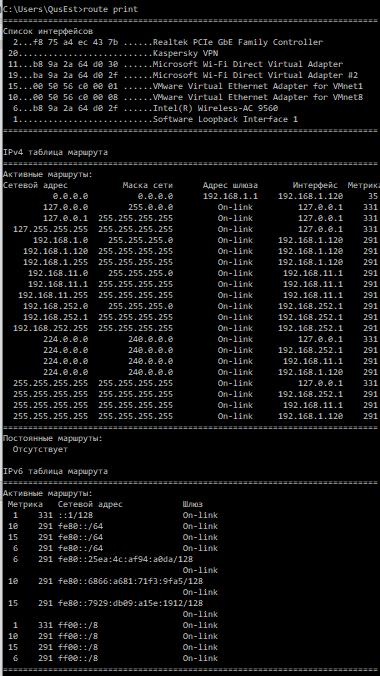 C:\Users\QusEst>route print
===========================================================================
Список интерфейсов
2...f8 75 a4 ec 43 7b ......Realtek PCIe GbE Family Controller
20...........................Kaspersky VPN
11...b8 9a 2a 64 d0 30 ......Microsoft Wi-Fi Direct Virtual Adapter
19...ba 9a 2a 64 d0 2f ......Microsoft Wi-Fi Direct Virtual Adapter #2
15...00 50 56 c0 00 01 ......VMware Virtual Ethernet Adapter for VMnet1
10...00 50 56 c0 00 08 ......VMware Virtual Ethernet Adapter for VMnet8
6...b8 9a 2a 64 d0 2f ......Intel(R) Wireless-AC 9560
1...........................Software Loopback Interface 1
===========================================================================
IPv4 таблица маршрута
===========================================================================
Активные маршруты:
Сетевой адрес Маска сети Адрес шлюза Интерфейс Метрика
0.0.0.0 0.0.0.0 192.168.1.1 192.168.1.120 35
127.0.0.0 255.0.0.0 On-link 127.0.0.1 331
127.0.0.1 255.255.255.255 On-link 127.0.0.1 331
127.255.255.255 255.255.255.255 On-link 127.0.0.1 331
192.168.1.0 255.255.255.0 On-link 192.168.1.120 291
192.168.1.120 255.255.255.255 On-link 192.168.1.120 291
192.168.1.255 255.255.255.255 On-link 192.168.1.120 291
192.168.11.0 255.255.255.0 On-link 192.168.11.1 291
192.168.11.1 255.255.255.255 On-link 192.168.11.1 291
192.168.11.255 255.255.255.255 On-link 192.168.11.1 291
192.168.252.0 255.255.255.0 On-link 192.168.252.1 291
192.168.252.1 255.255.255.255 On-link 192.168.252.1 291
192.168.252.255 255.255.255.255 On-link 192.168.252.1 291
224.0.0.0 240.0.0.0 On-link 127.0.0.1 331
224.0.0.0 240.0.0.0 On-link 192.168.252.1 291
224.0.0.0 240.0.0.0 On-link 192.168.11.1 291
224.0.0.0 240.0.0.0 On-link 192.168.1.120 291
255.255.255.255 255.255.255.255 On-link 127.0.0.1 331
255.255.255.255 255.255.255.255 On-link 192.168.252.1 291
255.255.255.255 255.255.255.255 On-link 192.168.11.1 291
255.255.255.255 255.255.255.255 On-link 192.168.1.120 291
===========================================================================
Постоянные маршруты:
Отсутствует
IPv6 таблица маршрута
===========================================================================
Активные маршруты:
Метрика Сетевой адрес Шлюз
1 331 ::1/128 On-link
10 291 fe80::/64 On-link
15 291 fe80::/64 On-link
6 291 fe80::/64 On-link
6 291 fe80::25ea:4c:af94:a0da/128
On-link
10 291 fe80::6866:a681:71f3:9fa5/128
On-link
15 291 fe80::7929:db09:a15e:1912/128
On-link
1 331 ff00::/8 On-link
10 291 ff00::/8 On-link
15 291 ff00::/8 On-link
6 291 ff00::/8 On-link
===========================================================================